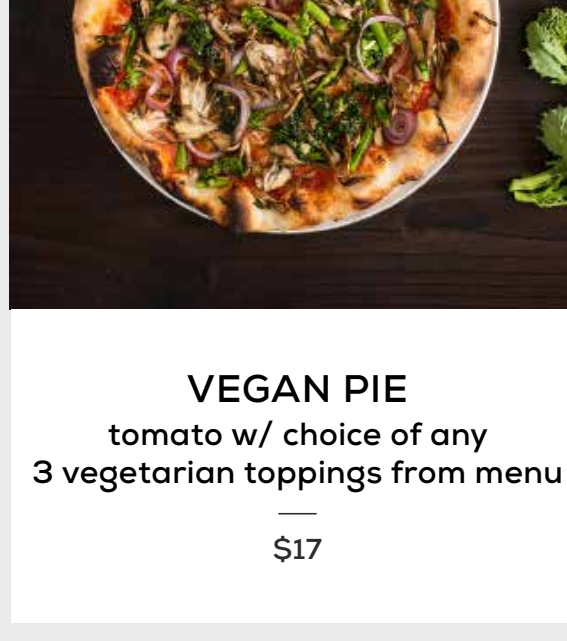 VEGAN PIE
tomato w/ choice of any
3 vegetarian toppings from menu
$17